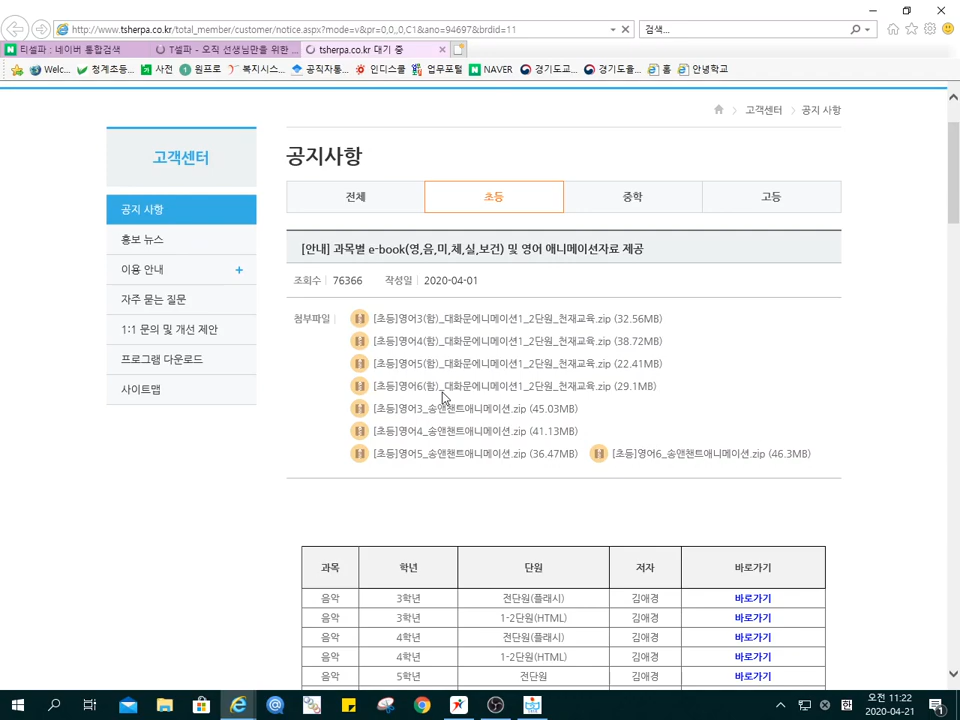 http://www.tsherpa.co.kr/total_member/customer/notice.aspx?mode=v&pr=0,0,,0,C1&ano=94697&brdid=11
검색...
티셀파 : 네이버 통합검색
T셀파 - 오직 선생님만을 위한 ...
tsherpa.co.kr 대기 중
Welc...
청계초등...
사전
원프로
복지시스...
공직자통...
인디스쿨
업무포털
NAVER
경기도교...
경기도율...
홈
안녕학교
고객센터
공지 사항
고객센터
공지사항
전체
초등
중학
고등
공지 사항
홍보 뉴스
이용 안내 +
자주 묻는 질문
1:1 문의 및 개선 제안
프로그램 다운로드
사이트맵
[안내] 과목별 e-book(영,음,미,체,실,보건) 및 영어 애니메이션자료 제공
조회수 76366 작성일 2020-04-01
첨부파일 [초등]영어3(함)_대화문에니메이션1_2단원_천재교육.zip (32.56MB)
[초등]영어4(함)_대화문에니메이션1_2단원_천재교육.zip (38.72MB)
[초등]영어5(함)_대화문에니메이션1_2단원_천재교육.zip (22.41MB)
[초등]영어6(함)_대화문에니메이션1_2단원_천재교육.zip (29.1MB)
[초등]영어3_송앤챈트애니메이션.zip (45.03MB)
[초등]영어4_송앤챈트애니메이션.zip (41.13MB)
[초등]영어5_송앤챈트애니메이션.zip (36.47MB) [초등]영어6_송앤챈트애니메이션.zip (46.3MB)
과목 학년 단원 저자 바로가기
음악 3학년 전단원(플래시) 김애경 바로가기
음악 3학년 1-2단원(HTML) 김애경 바로가기
음악 4학년 전단원(플래시) 김애경 바로가기
음악 4학년 1-2단원(HTML) 김애경 바로가기
음악 5학년 전단원 김애경 바로가기
한
오전 11:22
2020-04-21
1